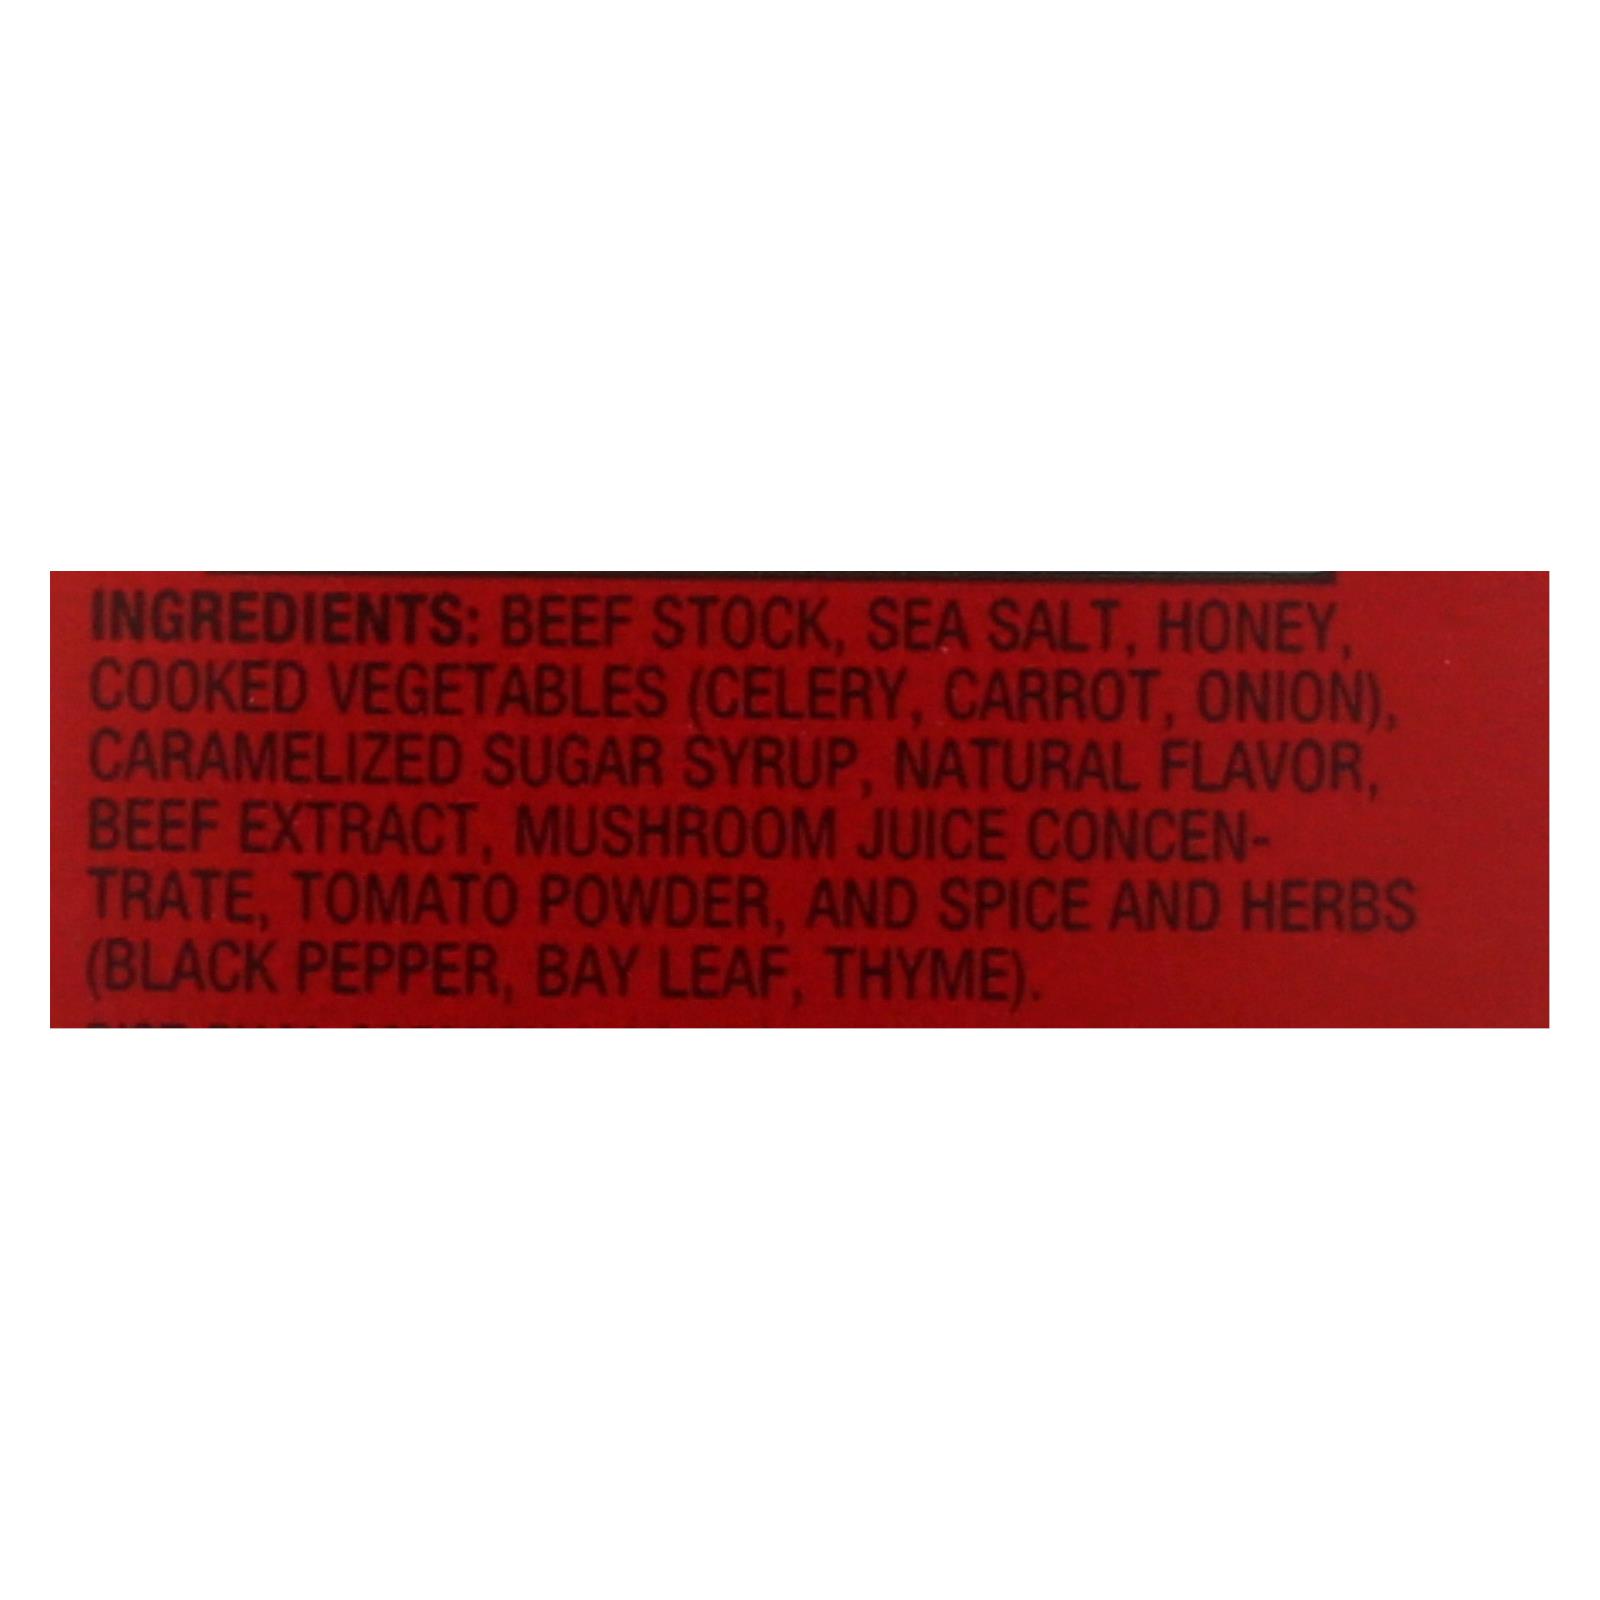 INGREDIENTS: BEEF STOCK, SEA SALT, HONEY,
COOKED VEGETABLES (CELERY, CARROT, ONION),
CARAMELIZED SUGAR SYRUP, NATURAL FLAVOR,
BEEF EXTRACT, MUSHROOM JUICE CONCEN-
TRATE, TOMATO POWDER, AND SPICE AND HERBS
(BLACK PEPPER, BAY LEAF, THYME).